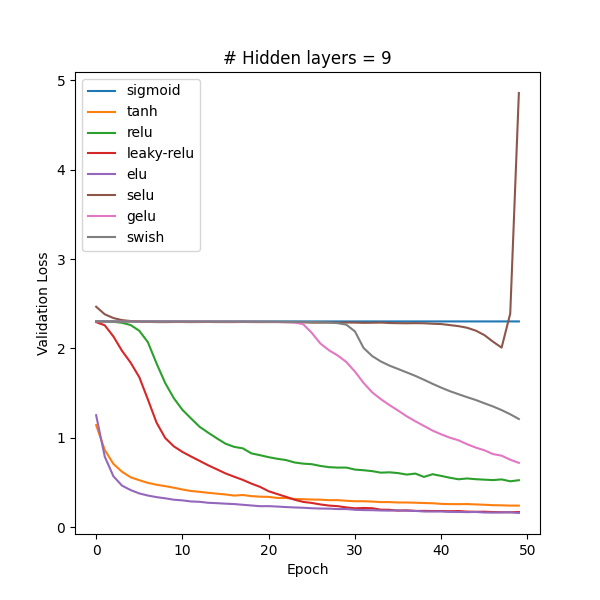 # Hidden layers = 9
5
4
3
2
1
0
Validation Loss
sigmoid
tanh
relu
leaky-relu
elu
selu
gelu
swish
0 10 20 30 40 50
Epoch